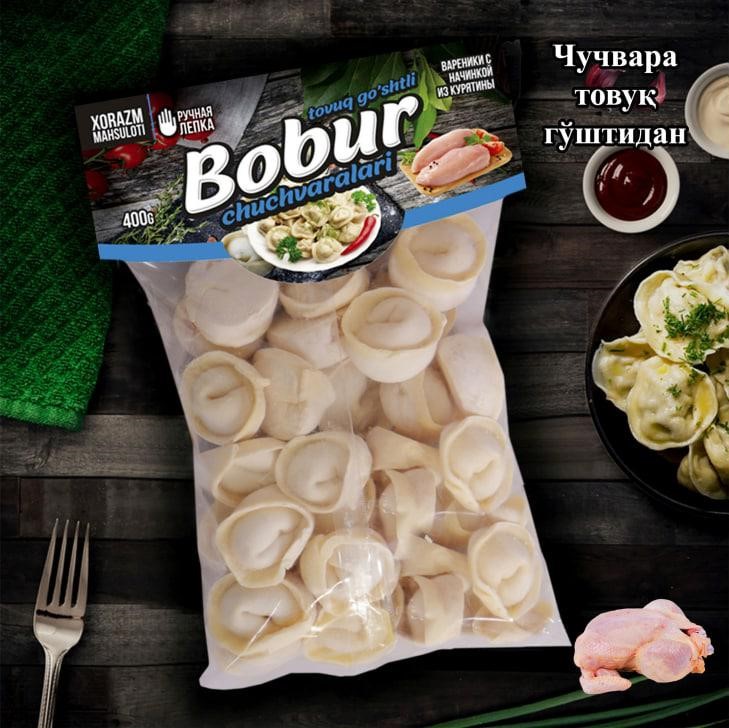 XORAZM
MAHSULOTI
РУЧНАЯ
ЛЕПКА
tovuq go'shtli
Bobur
chuchvaralari
400G
ВАРЕНИКИ С
НАЧИНКОЙ
ИЗ КУРЯТИНЫ
Чучвара
товуқ
гўштидан